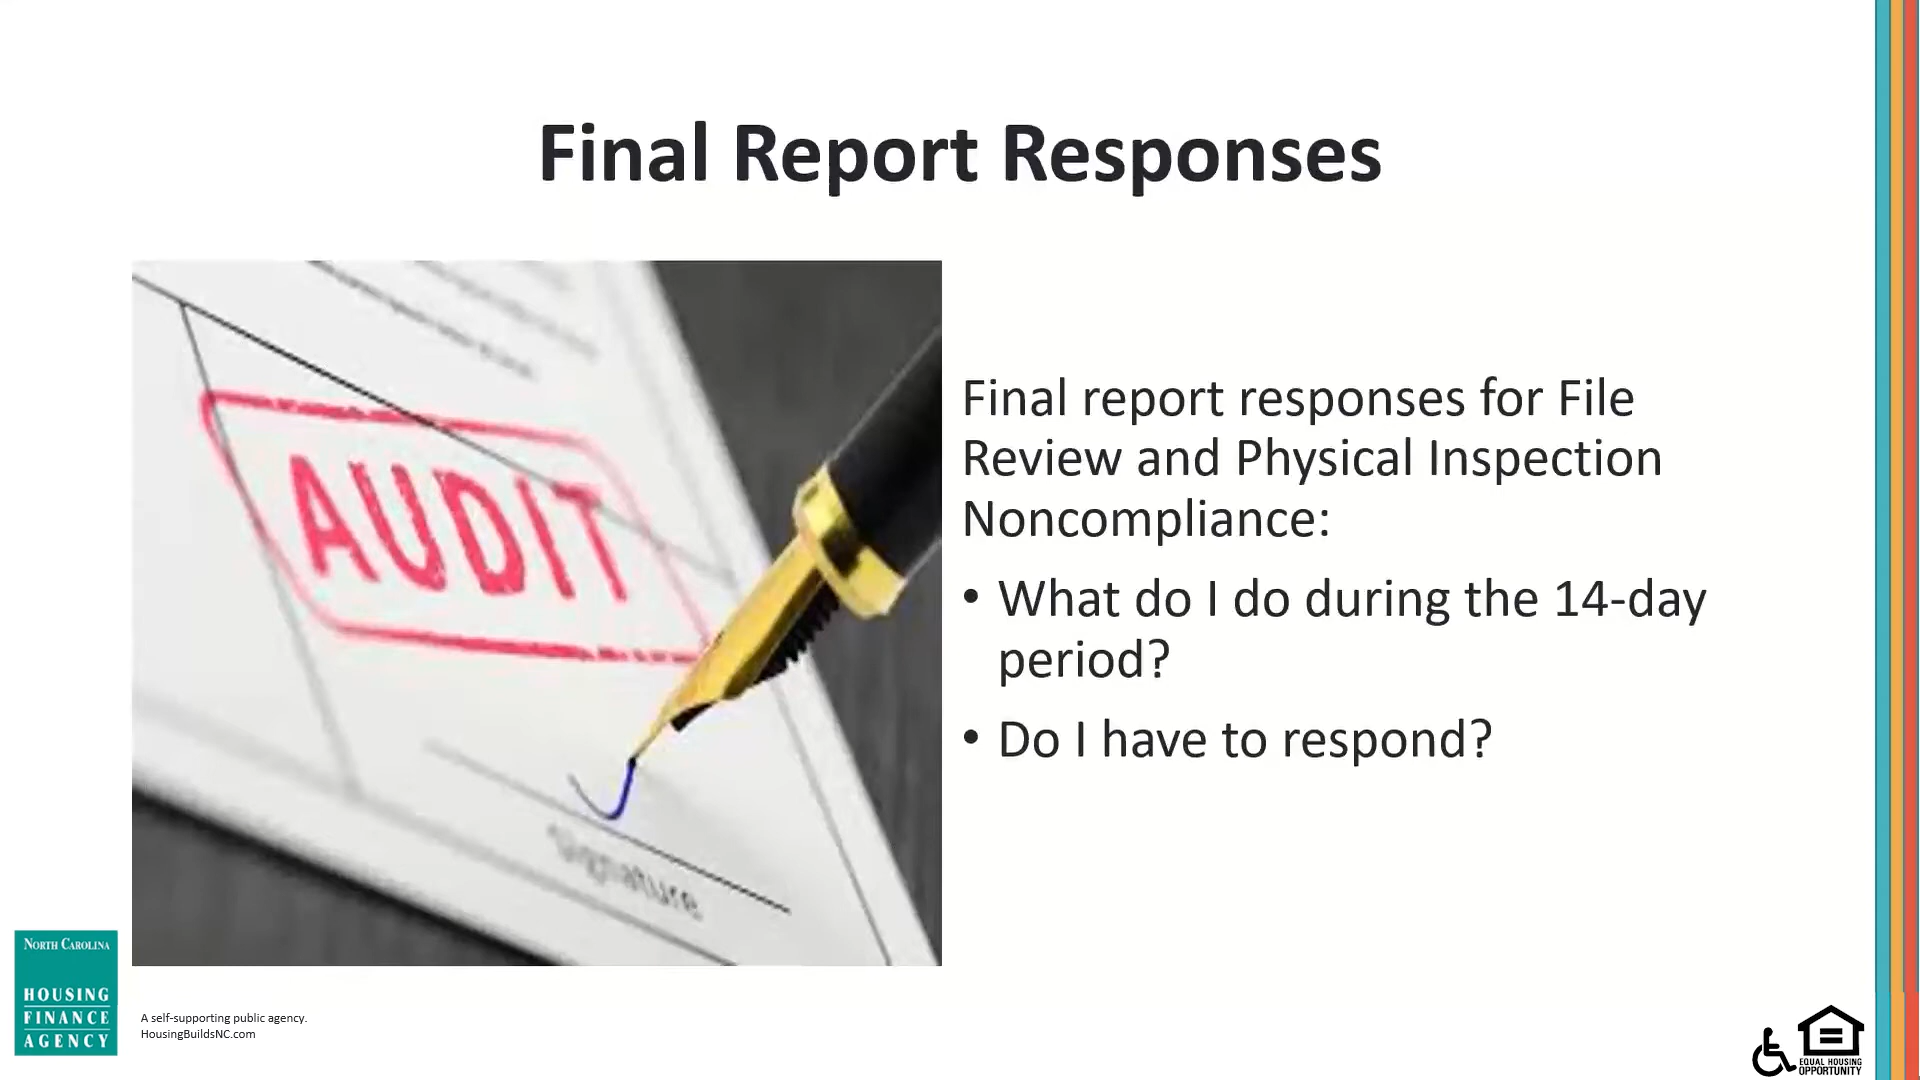 Final Report Responses
AUDIT
Signature
Final report responses for File
Review and Physical Inspection
Noncompliance:
• What do I do during the 14-day
period?
• Do I have to respond?
NORTH CAROLINA
HOUSING
FINANCE
AGENCY
A self-supporting public agency.
HousingBuildsNC.com
EQUAL HOUSING
OPPORTUNITY